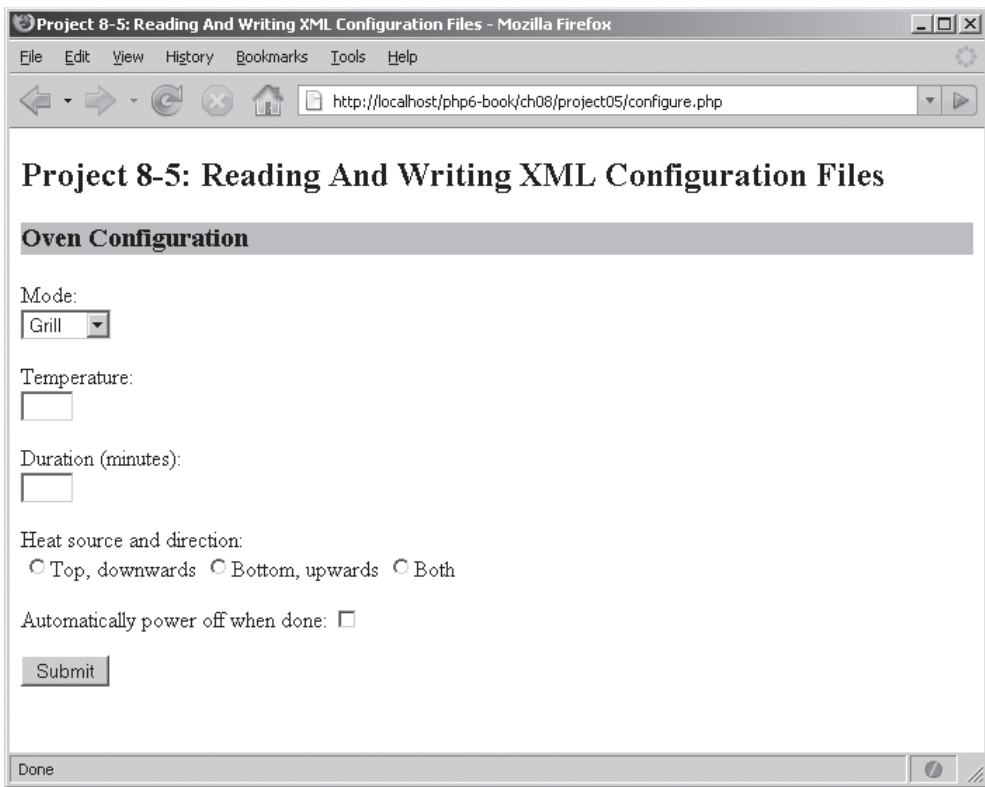 Project 8-5: Reading And Writing XML Configuration Files - Mozilla Firefox
File Edit View History Bookmarks Tools Help
http://localhost/php6-book/ch08/project05/configure.php
Project 8-5: Reading And Writing XML Configuration Files
Oven Configuration
Mode:
Grill
Temperature:
Duration (minutes):
Heat source and direction:
Top, downwards Bottom, upwards Both
Automatically power off when done:
Submit
Done